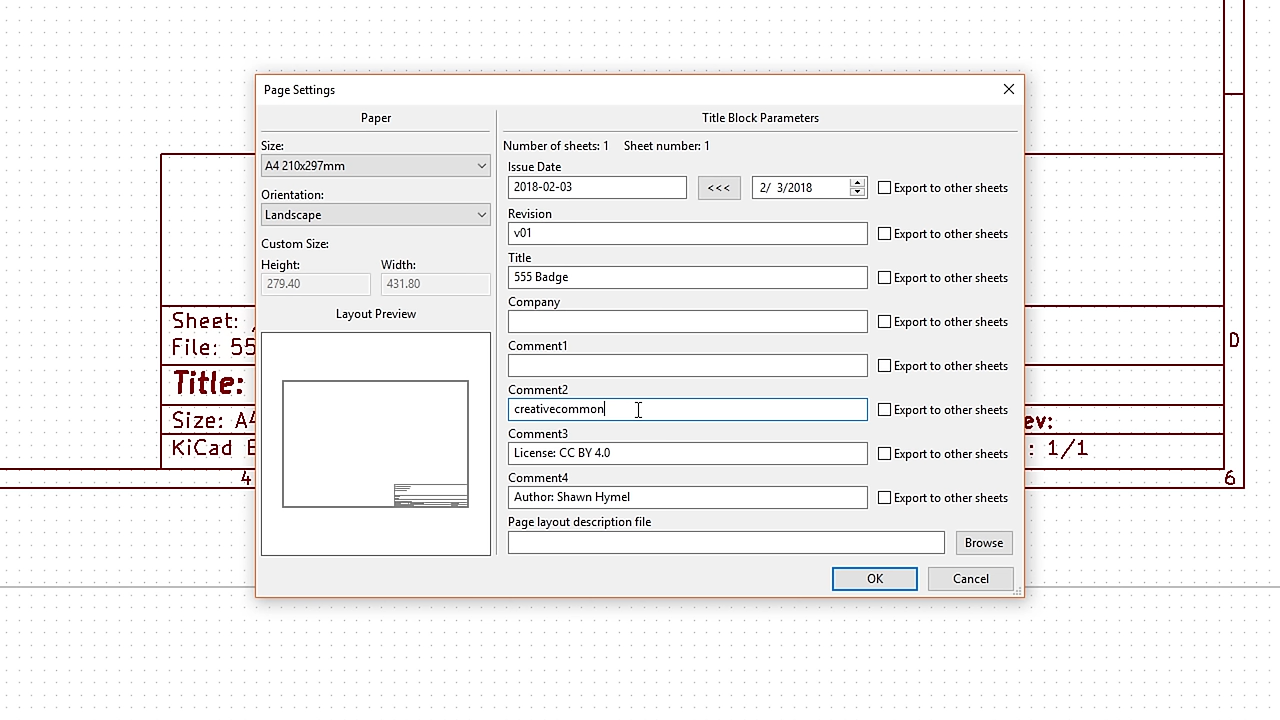 Page Settings
Paper
Title Block Parameters
Size:
A4 210x297mm
Orientation:
Landscape
Custom Size:
Height:
Width:
279.40
431.80
Layout Preview
Number of sheets: 1
Sheet number: 1
Issue Date
2018-02-03
<<<
2/ 3/2018
Export to other sheets
Revision
v01
Export to other sheets
Title
555 Badge
Export to other sheets
Company
Export to other sheets
Comment1
Export to other sheets
Comment2
creativecommon
Export to other sheets
Comment3
License: CC BY 4.0
Export to other sheets
Comment4
Author: Shawn Hymel
Export to other sheets
Page layout description file
Browse
OK
Cancel
Sheet: /
File: 55
Title:
Size: A4
ev:
KiCad E
: 1/1
4
6
D